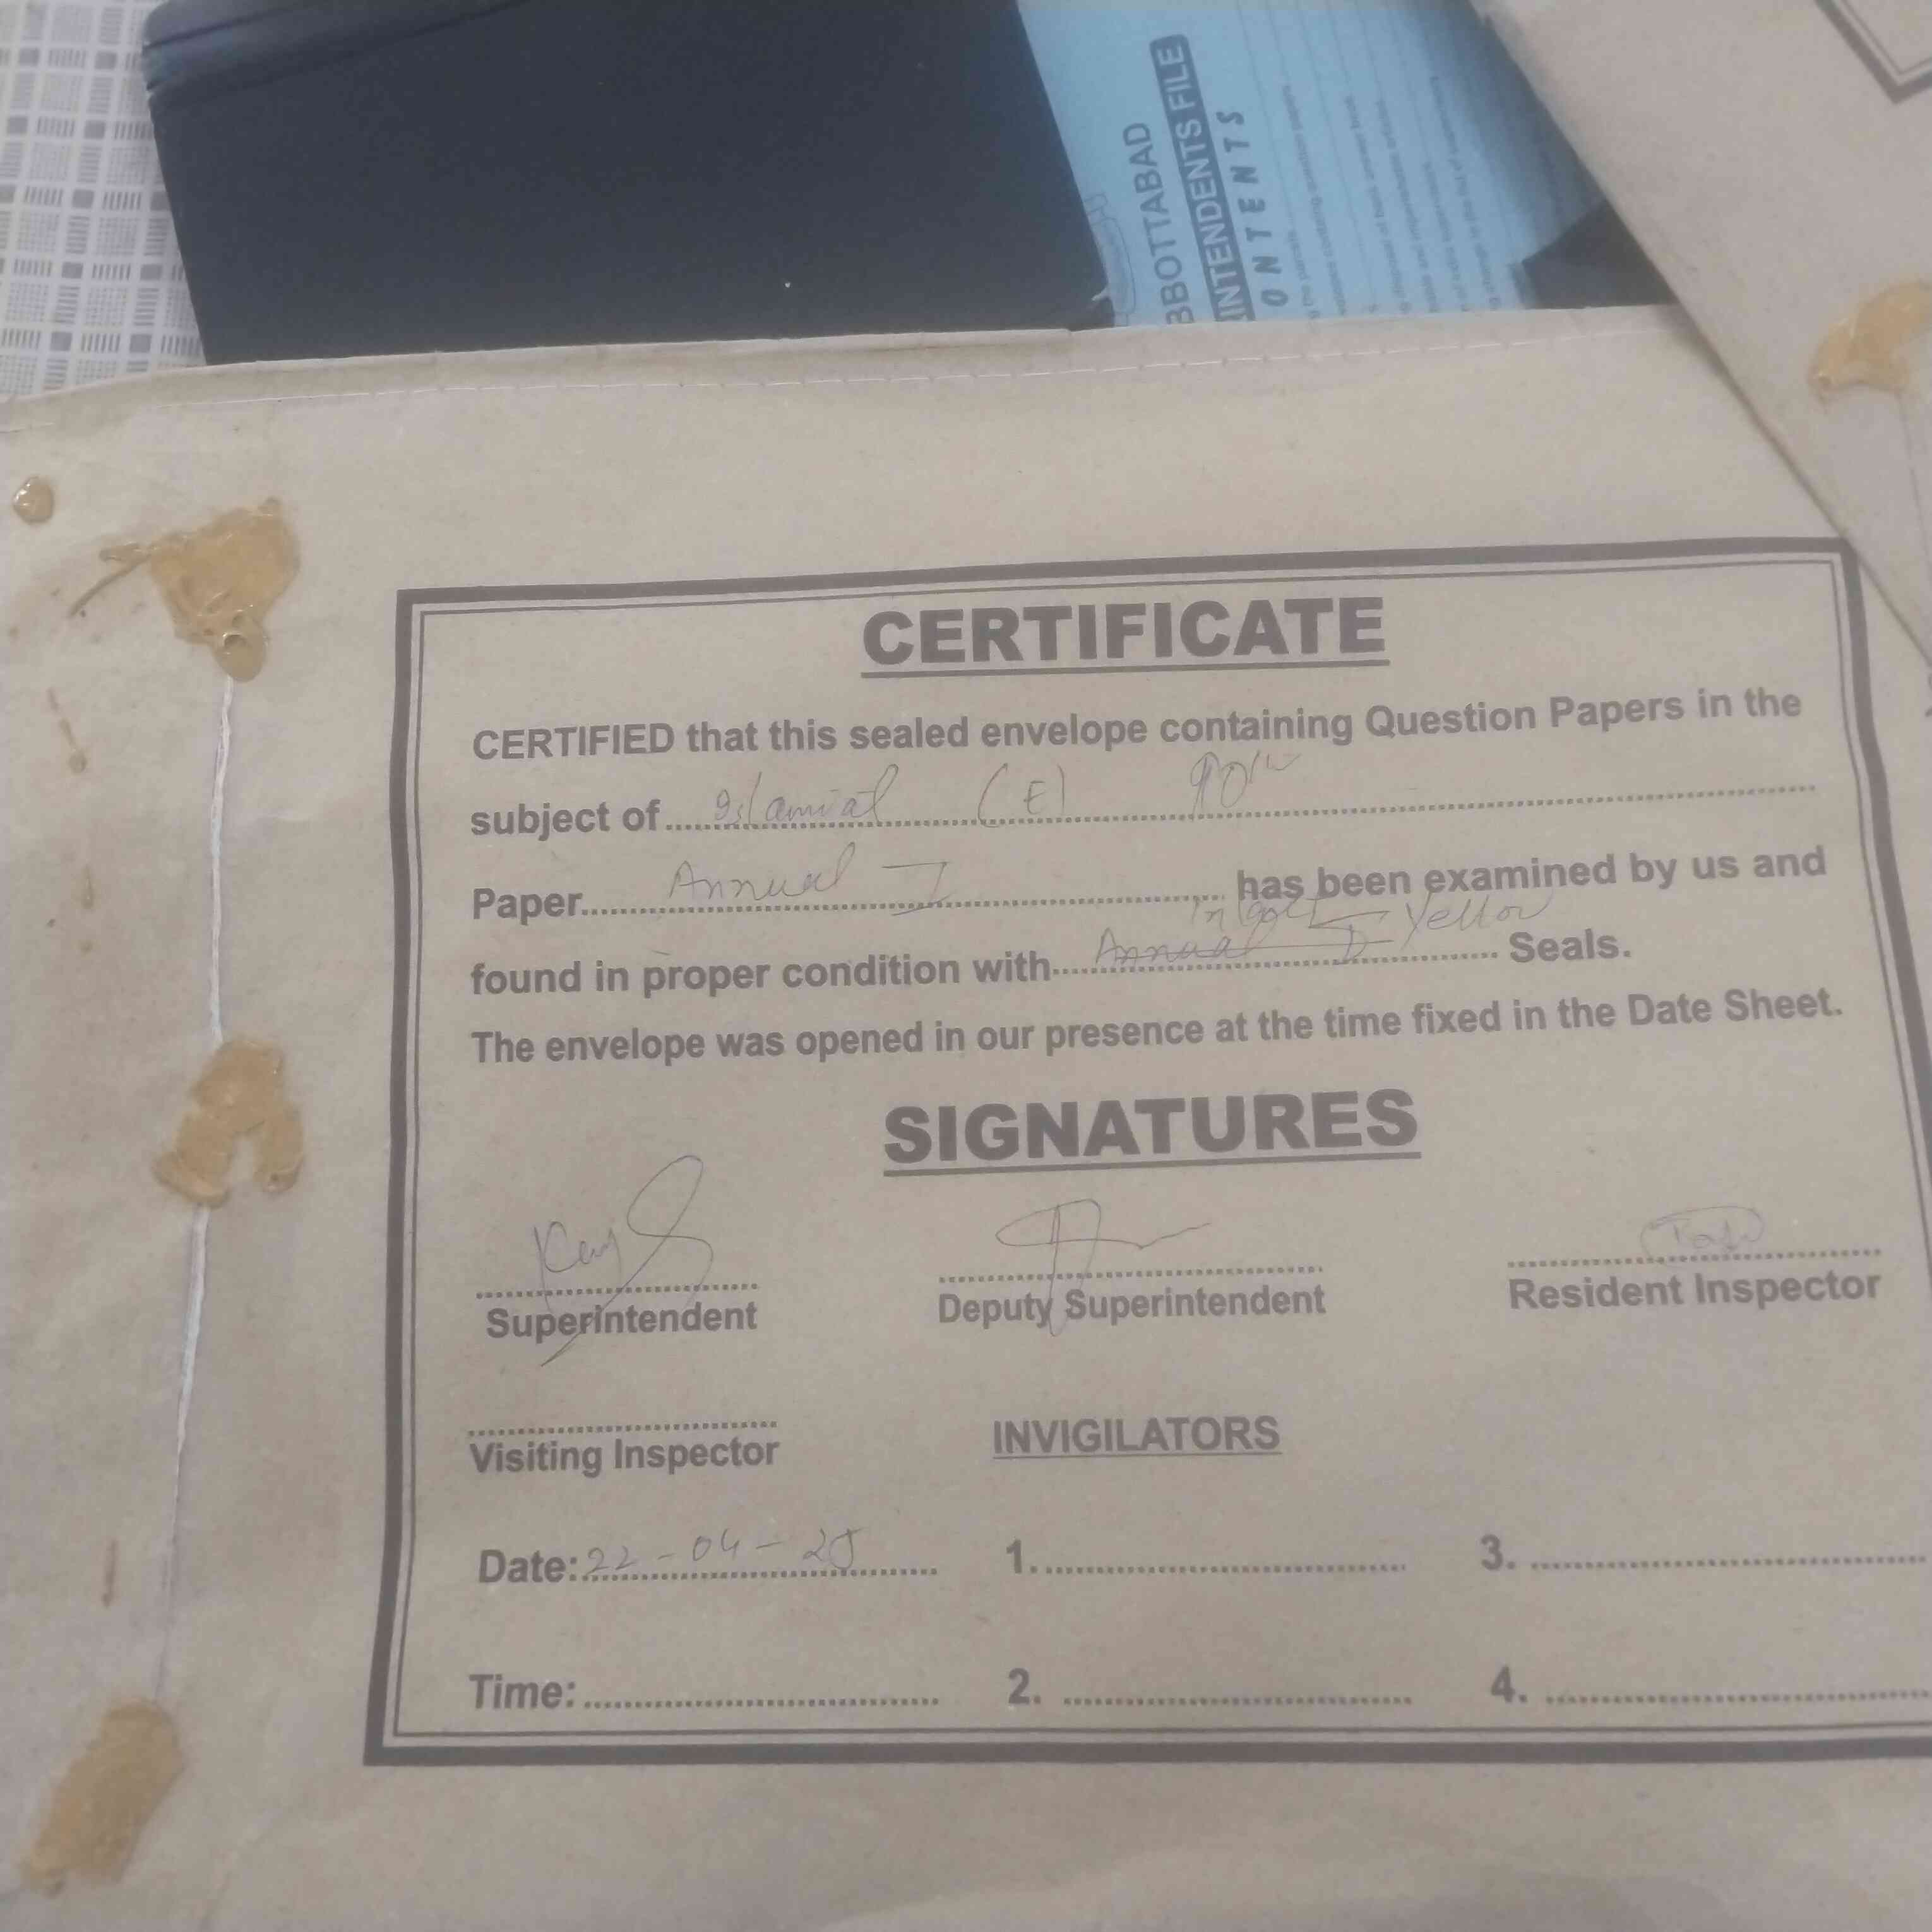 BBOTTABAD
INTENDENTS FILE
ONTENTS
CERTIFICATE
CERTIFIED that this sealed envelope containing Question Papers in the
subject of Islamiat (E)
Paper Annual I has been examined by us and
Yellow
found in proper condition with Annual Seals.
The envelope was opened in our presence at the time fixed in the Date Sheet.
SIGNATURES
Superintendent Deputy Superintendent Resident Inspector
Visiting Inspector INVIGILATORS
Date: 22-04-25 1. 3.
Time: 2. 4.